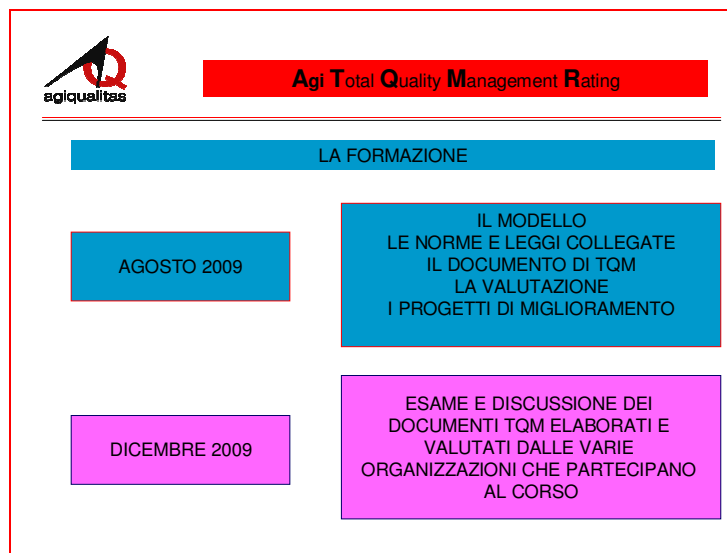 Q
agiqualitas
Agi Total Quality Management Rating
LA FORMAZIONE
AGOSTO 2009
IL MODELLO
LE NORME E LEGGI COLLEGATE
IL DOCUMENTO DI TQM
LA VALUTAZIONE
I PROGETTI DI MIGLIORAMENTO
DICEMBRE 2009
ESAME E DISCUSSIONE DEI
DOCUMENTI TQM ELABORATI E
VALUTATI DALLE VARIE
ORGANIZZAZIONI CHE PARTECIPANO
AL CORSO